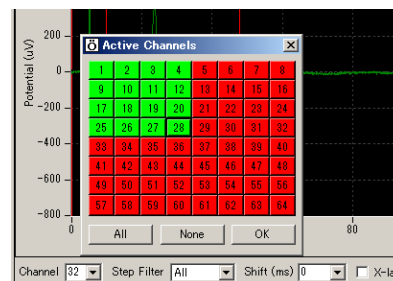 200
Active Channels
Potential (uV)
1 2 3 4 5 6 7 8
0
9 10 11 12 13 14 15 16
17 18 19 20 21 22 23 24
-200
25 26 27 28 29 30 31 32
-400
33 34 35 36 37 38 39 40
41 42 43 44 45 46 47 48
-600
49 50 51 52 53 54 55 56
57 58 59 60 61 62 63 64
-800
0 80
All None OK
Channel 32 Step Filter All Shift (ms) 0